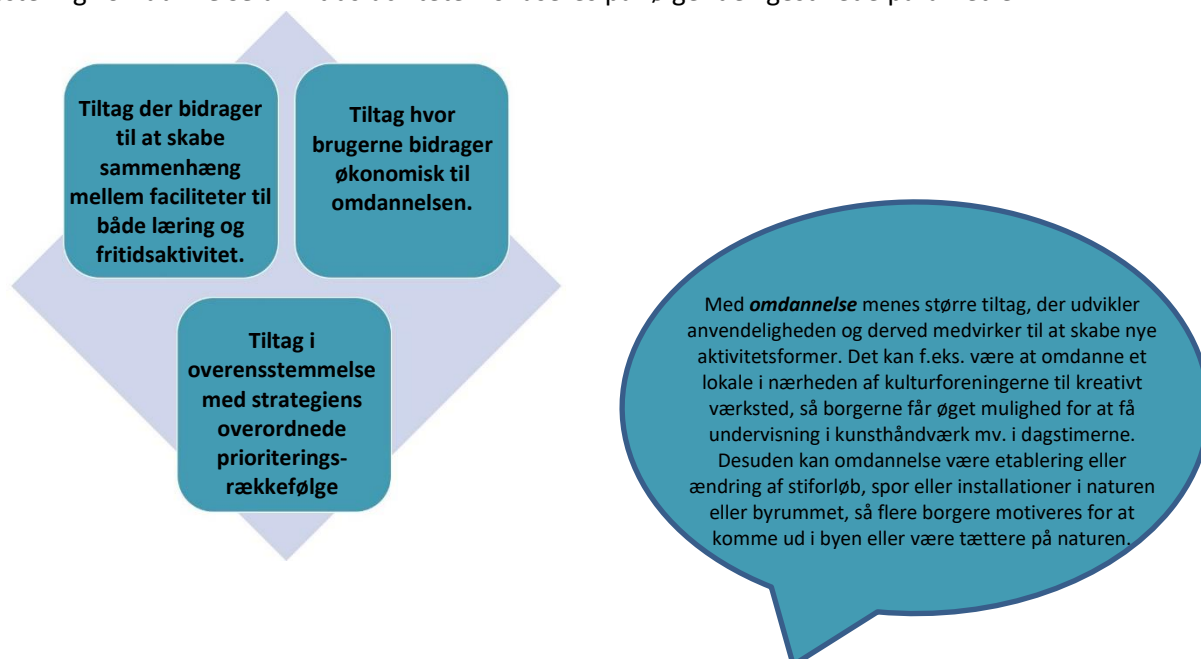 Tiltag der bidrager
til at skabe
sammenhæng
mellem faciliteter til
både læring og
fritidsaktivitet.
Tiltag hvor
brugerne bidrager
økonomisk til
omdannelsen.
Tiltag i
overensstemmelse
med strategiens
overordnede
prioriterings-
rækkefølge
Med omdannelse menes større tiltag, der udvikler
anvendeligheden og derved medvirker til at skabe nye
aktivitetsformer. Det kan f.eks. være at omdanne et
lokale i nærheden af kulturforeningerne til kreativt
værksted, så borgerne får øget mulighed for at få
undervisning i kunsthåndværk mv. i dagstimerne.
Desuden kan omdannelse være etablering eller
ændring af stiforløb, spor eller installationer i naturen
eller byrummet, så flere borgere motiveres for at
komme ud i byen eller være tættere på naturen.